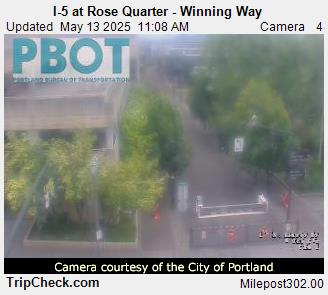 I-5 at Rose Quarter - Winning Way
Updated May 13 2025 11:08 AM Camera 4
PBOT
PORTLAND BUREAU OF TRANSPORTATION
Camera courtesy of the City of Portland
TripCheck.com Milepost302.00